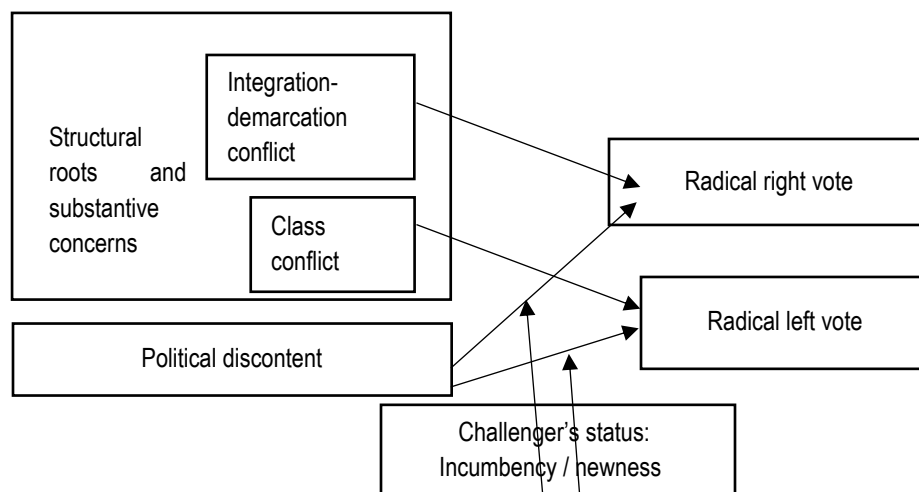 Integration-
demarcation
conflict
Structural
roots and
substantive
concerns
Class
conflict
Radical right vote
Radical left vote
Political discontent
Challenger's status:
Incumbency / newness